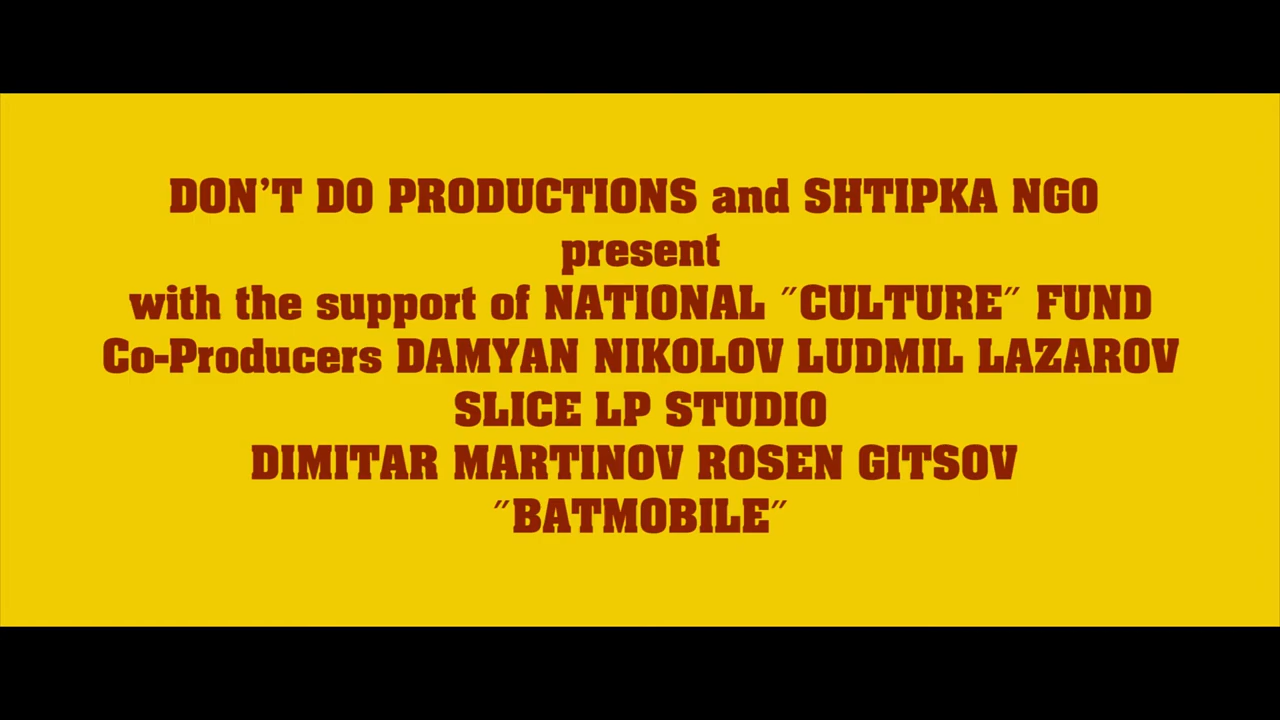 DON'T DO PRODUCTIONS and SHTIPKA NGO
present
with the support of NATIONAL "CULTURE" FUND
Co-Producers DAMYAN NIKOLOV LUDMIL LAZAROV
SLICE LP STUDIO
DIMITAR MARTINOV ROSEN GITSOV
"BATMOBILE"